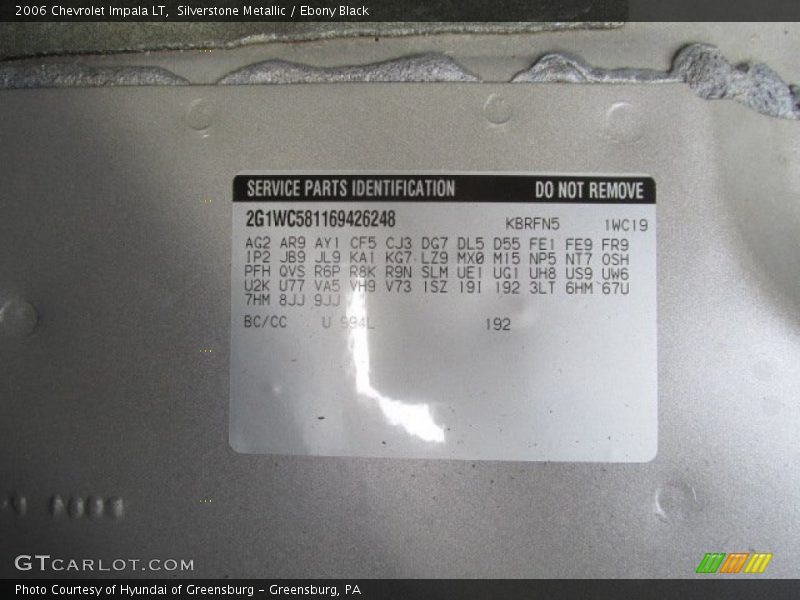 2006 Chevrolet Impala LT, Silverstone Metallic / Ebony Black
SERVICE PARTS IDENTIFICATION DO NOT REMOVE
2G1WC581169426248 KBRFN5 1WC19
AG2 AR9 AY1 CF5 CJ3 DG7 DL5 D55 FE1 FE9 FR9
IP2 JB9 JL9 KA1 KG7 LZ9 MX0 M15 NP5 NT7 OSH
PFH QVS R6P R8K R9N SLM UE1 UG1 UH8 US9 UW6
U2K U77 VA5 VH9 V73 1SZ 19I 192 3LT 6HM 67U
7HM 8JJ 9JJ
BC/CC U 994L 192
GTCARLOT.COM
Photo Courtesy of Hyundai of Greensburg - Greensburg, PA